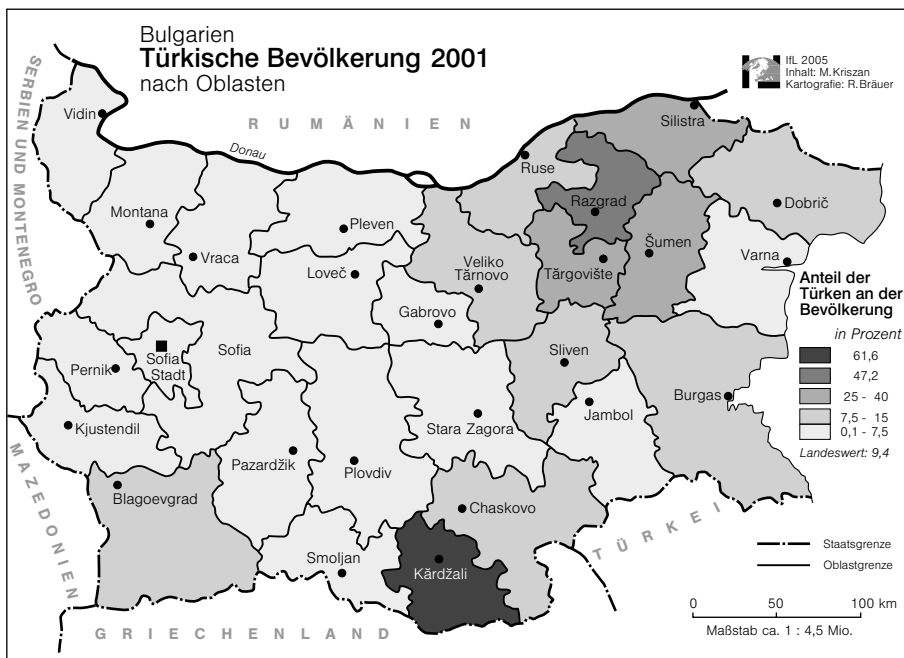 Bulgarien
Türkische Bevölkerung 2001
nach Oblasten
IfL 2005
Inhalt: M.Kriszan
Kartografie: R.Bräuer
SERBIEN UND MONTENEGRO
RUMÄNIEN
Donau
Vidin
Silistra
Ruse
Montana
Razgrad
Dobrič
Pleven
Vraca
Šumen
Varna
Veliko
Tărnovo
Loveč
Tărgovište
Gabrovo
Anteil der
Türken an der
Bevölkerung
in Prozent
61,6
47,2
25 - 40
7,5 - 15
0,1 - 7,5
Landeswert: 9,4
Sofia
Stadt
Sofia
Pernik
Sliven
Burgas
Kjustendil
Stara Zagora
Jambol
Pazardžik
Plovdiv
MAZEDONIEN
Blagoevgrad
Chaskovo
TÜRKEI
Smoljan
Kărdžali
Staatsgrenze
Oblastgrenze
GRIECHENLAND
0 50 100 km
Maßstab ca. 1 : 4,5 Mio.